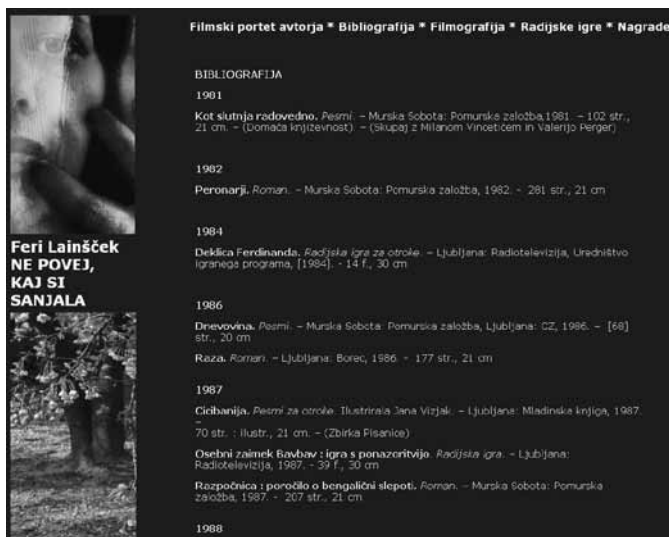 Filmski portet avtorja * Bibliografija * Filmografija * Radijske igre * Nagrade
BIBLIOGRAFIJA
1981
Kot slutnja radovedno. Pesmi. – Murska Sobota: Pomurska založba,1981. – 102 str.,
21 cm. – (Domača književnost). – (Skupaj z Milanom Vincetičem in Valerijo Perger)
1982
Peronarji. Roman. – Murska Sobota: Pomurska založba, 1982. - 281 str., 21 cm
1984
Deklica Ferdinanda. Radijska igra za otroke. – Ljubljana: Radiotelevizija, Uredništvo
igranega programa, [1984]. - 14 f., 30 cm
Feri Lainšček
NE POVEJ,
KAJ SI
SANJALA
1986
Dnevovina. Pesmi. – Murska Sobota: Pomurska založba, Ljubljana: CZ, 1986. – [68]
str., 20 cm
Raza. Roman. – Ljubljana: Borec, 1986. - 177 str., 21 cm
1987
Cicibanija. Pesmi za otroke. Ilustrirala Jana Vizjak. – Ljubljana: Mladinska knjiga, 1987.
–
70 str. : ilustr., 21 cm. – (Zbirka Pisanice)
Osebni zaimek Bavbav : igra s ponazoritvijo. Radijska igra. – Ljubljana:
Radiotelevizija, 1987. - 39 f., 30 cm
Razpočnica : poročilo o bengalični slepoti. Roman. – Murska Sobota: Pomurska
založba, 1987. - 207 str., 21 cm
1988